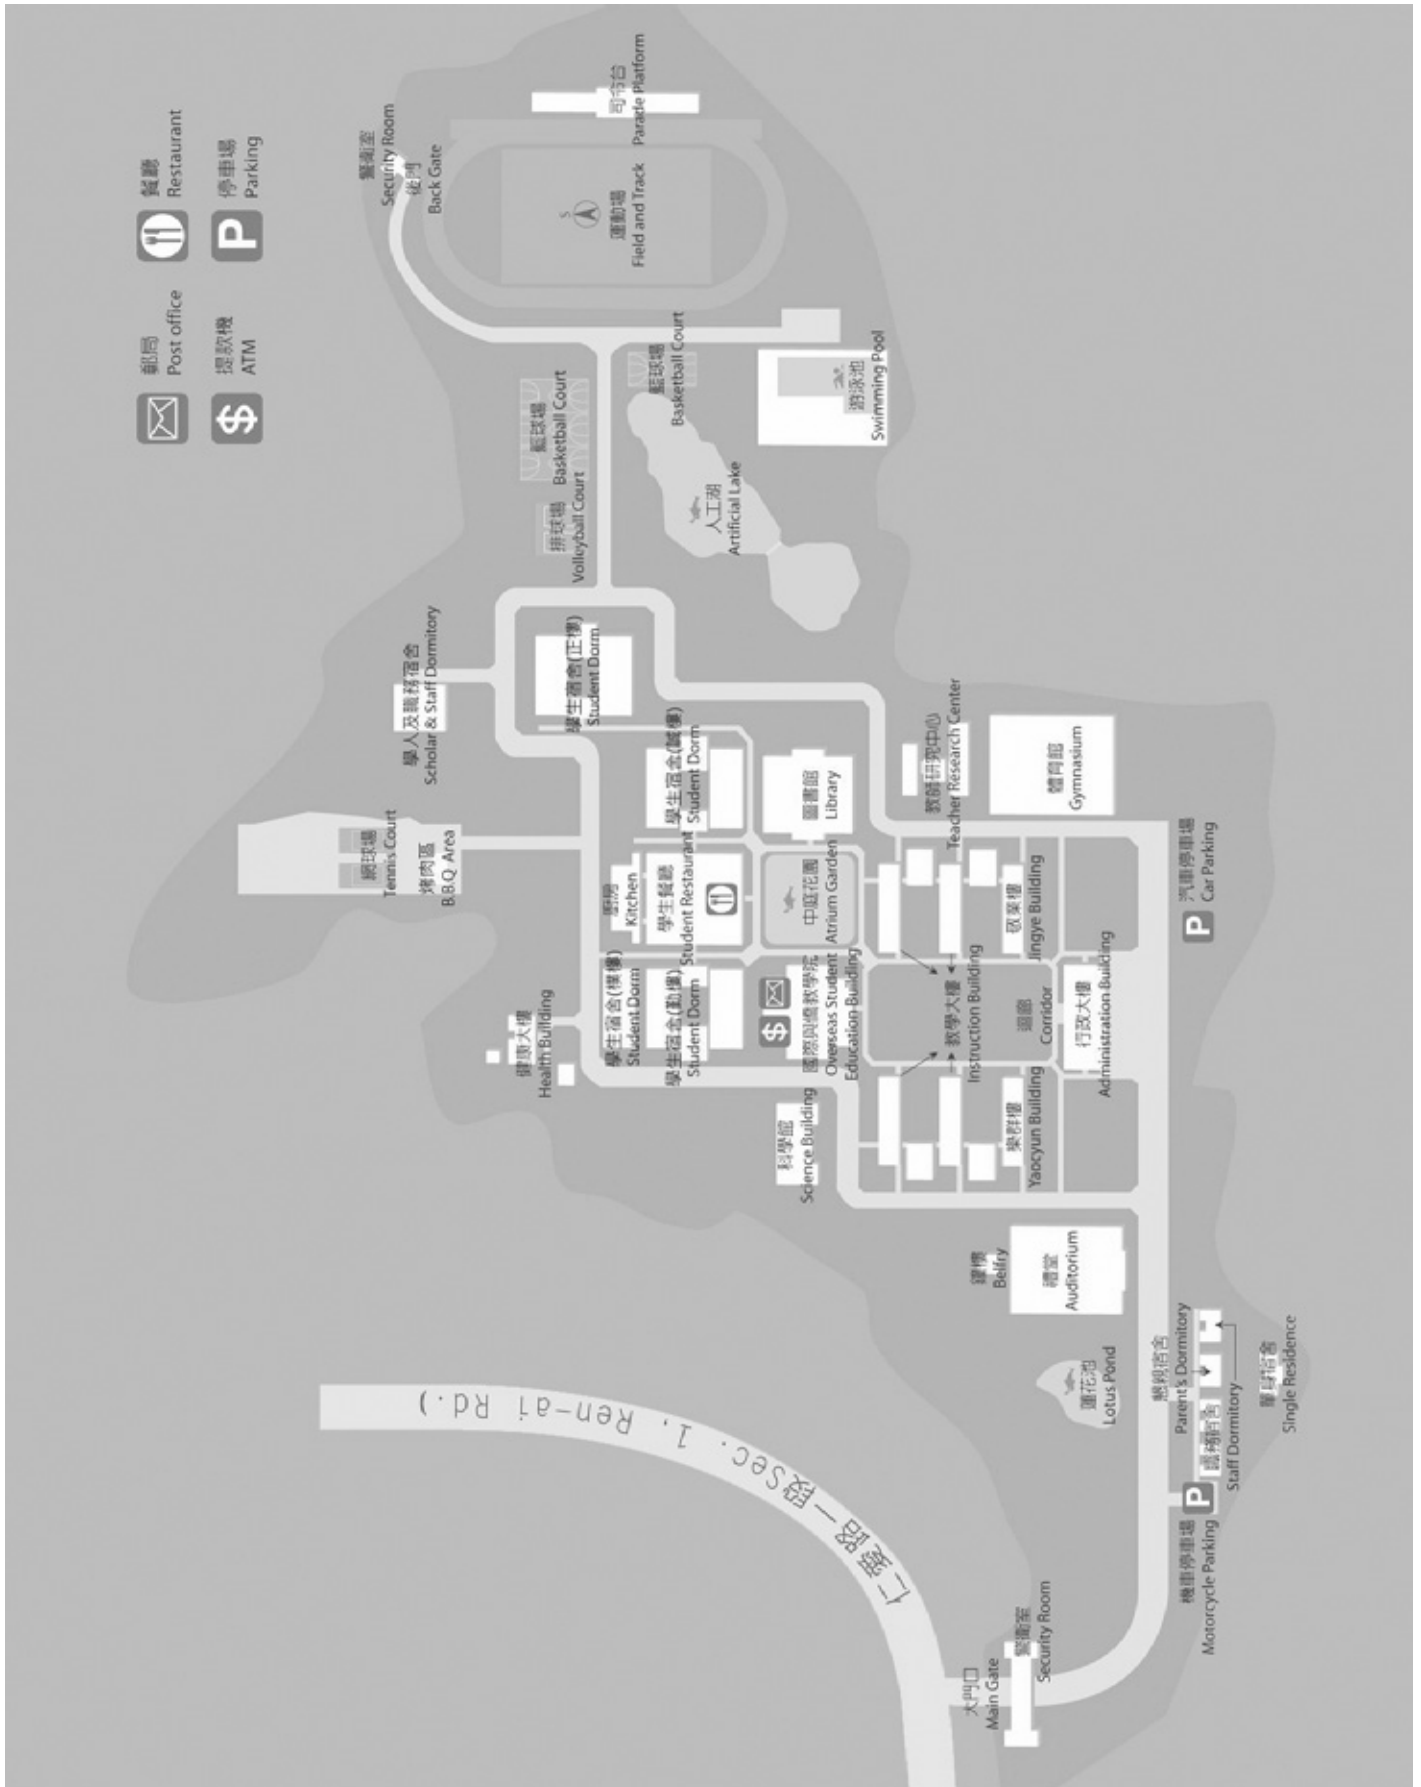 餐廳
Restaurant
停車場
Parking
郵局
Post office
提款機
ATM
P
$
警衛室
Security Room
後門
Back Gate
司令台
Parade Platform
S
運動場
Field and Track
籃球場
Basketball Court
籃球場
Basketball Court
游泳池
Swimming Pool
排球場
Volleyball Court
人工湖
Artificial Lake
學人及職務宿舍
Scholar & Staff Dormitory
學生宿舍(正樓)
Student Dorm
學生宿舍(誠樓)
Student Dorm
圖書館
Library
教師研究中心
Teacher Research Center
體育館
Gymnasium
網球場
Tennis Court
烤肉區
B.B.Q Area
廚房
Kitchen
學生餐廳
Student Restaurant
中庭花園
Atrium Garden
敬業樓
Jingye Building
汽車停車場
Car Parking
P
健康大樓
Health Building
學生宿舍(樸樓)
Student Dorm
學生宿舍(勤樓)
Student Dorm
$
國際與僑教學院
Overseas Student
Education Building
教學大樓
Instruction Building
迴廊
Corridor
行政大樓
Administration Building
科學館
Science Building
樂群樓
Yaocyun Building
鐘樓
Belfry
禮堂
Auditorium
蓮花池
Lotus Pond
懇親宿舍
Parent's Dormitory
職務宿舍
Staff Dormitory
單身宿舍
Single Residence
P
機車停車場
Motorcycle Parking
仁愛路一段(Sec. 1, Ren-ai Rd.)
大門口
Main Gate
警衛室
Security Room